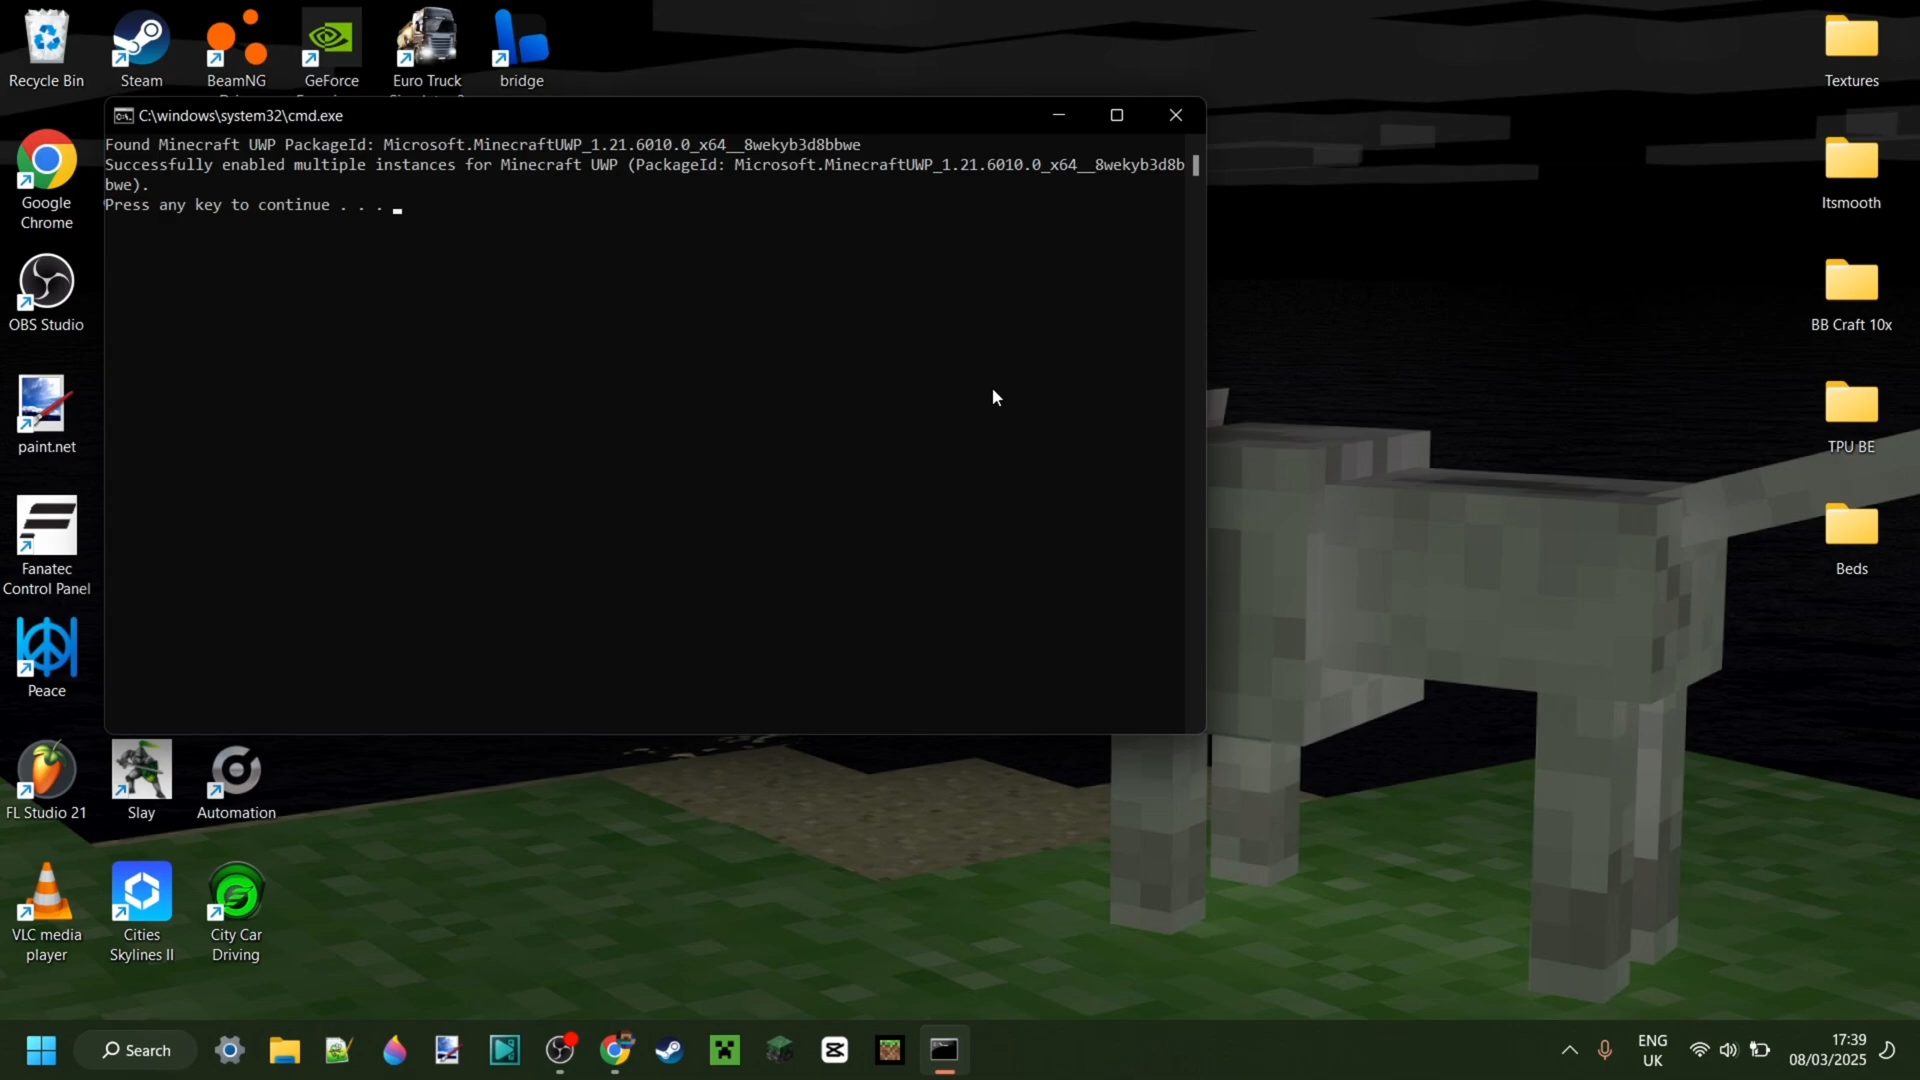 Recycle Bin
Steam
BeamNG
GeForce
Euro Truck
bridge
Textures
C:\windows\system32\cmd.exe
Found Minecraft UWP PackageId: Microsoft.MinecraftUWP_1.21.6010.0_x64__8wekyb3d8bbwe
Successfully enabled multiple instances for Minecraft UWP (PackageId: Microsoft.MinecraftUWP_1.21.6010.0_x64__8wekyb3d8b
bwe).
Press any key to continue . . .
Google
Chrome
Itsmooth
OBS Studio
BB Craft 10x
paint.net
TPU BE
Fanatec
Control Panel
Beds
Peace
FL Studio 21
Slay
Automation
VLC media
player
Cities
Skylines II
City Car
Driving
Search
ENG
UK
17:39
08/03/2025